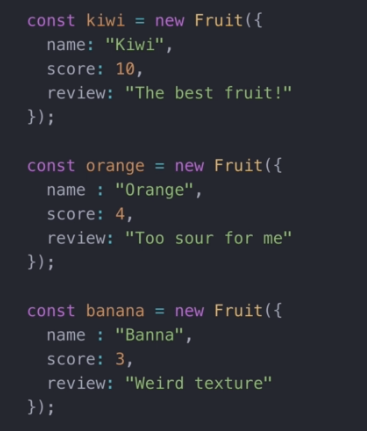 const kiwi = new Fruit({
  name: "Kiwi",
  score: 10,
  review: "The best fruit!"
});

const orange = new Fruit({
  name : "Orange",
  score: 4,
  review: "Too sour for me"
});

const banana = new Fruit({
  name : "Banna",
  score: 3,
  review: "Weird texture"
});